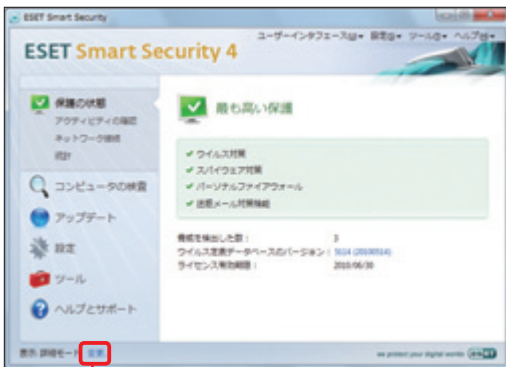 ESET Smart Security
ESET Smart Security 4
ユーザーインタフェース(U)▾ 設定(S)▾ ツール(O)▾ ヘルプ(H)▾
保護の状態
アクティビティの確認
ネットワーク接続
統計
コンピュータの検査
アップデート
設定
ツール
ヘルプとサポート
最も高い保護
ウイルス対策
スパイウェア対策
パーソナルファイアウォール
迷惑メール対策機能
脅威を検出した数： 3
ウイルス定義データベースのバージョン： 5114 (20100514)
ライセンス有効期限： 2010/06/30
表示: 詳細モード 変更...
we protect your digital worlds eset